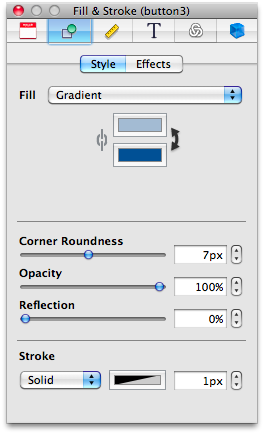 Fill & Stroke (button3)
T
Style Effects
Fill Gradient
Corner Roundness
7px
Opacity
100%
Reflection
0%
Stroke
Solid 1px